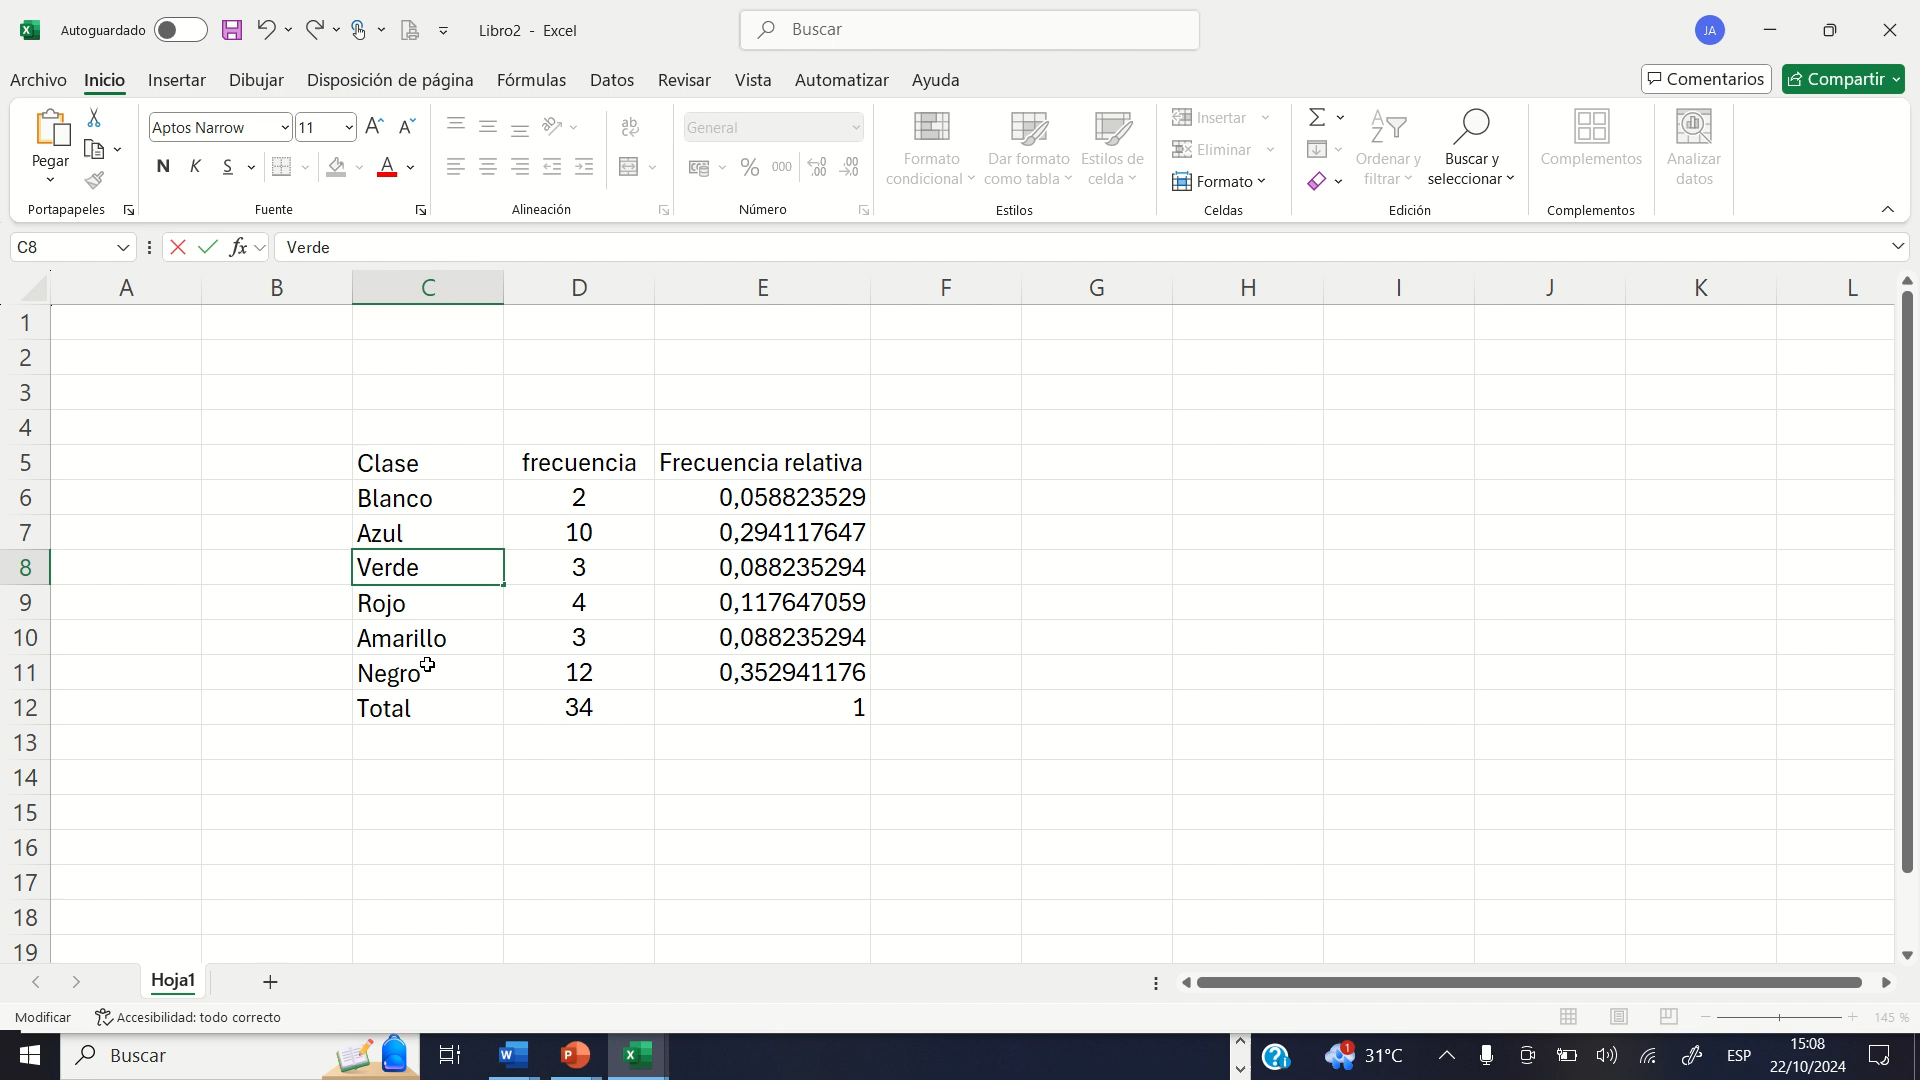 Autoguardado
Libro2 - Excel
Buscar
JA
Archivo Inicio Insertar Dibujar Disposición de página Fórmulas Datos Revisar Vista Automatizar Ayuda
Comentarios
Compartir
Pegar
Portapapeles
Aptos Narrow
11
N K S
Fuente
Alineación
General
% 000
Número
Formato condicional
Dar formato como tabla
Estilos de celda
Estilos
Insertar
Eliminar
Formato
Celdas
Ordenar y filtrar
Buscar y seleccionar
Edición
Complementos
Complementos
Analizar datos
C8
fx
Verde
A B C D E F G H I J K L
1
2
3
4
5 Clase frecuencia Frecuencia relativa
6 Blanco 2 0,058823529
7 Azul 10 0,294117647
8 Verde 3 0,088235294
9 Rojo 4 0,117647059
10 Amarillo 3 0,088235294
11 Negro 12 0,352941176
12 Total 34 1
13
14
15
16
17
18
19
Hoja1
Modificar
Accesibilidad: todo correcto
145 %
Buscar
31°C
ESP
15:08
22/10/2024